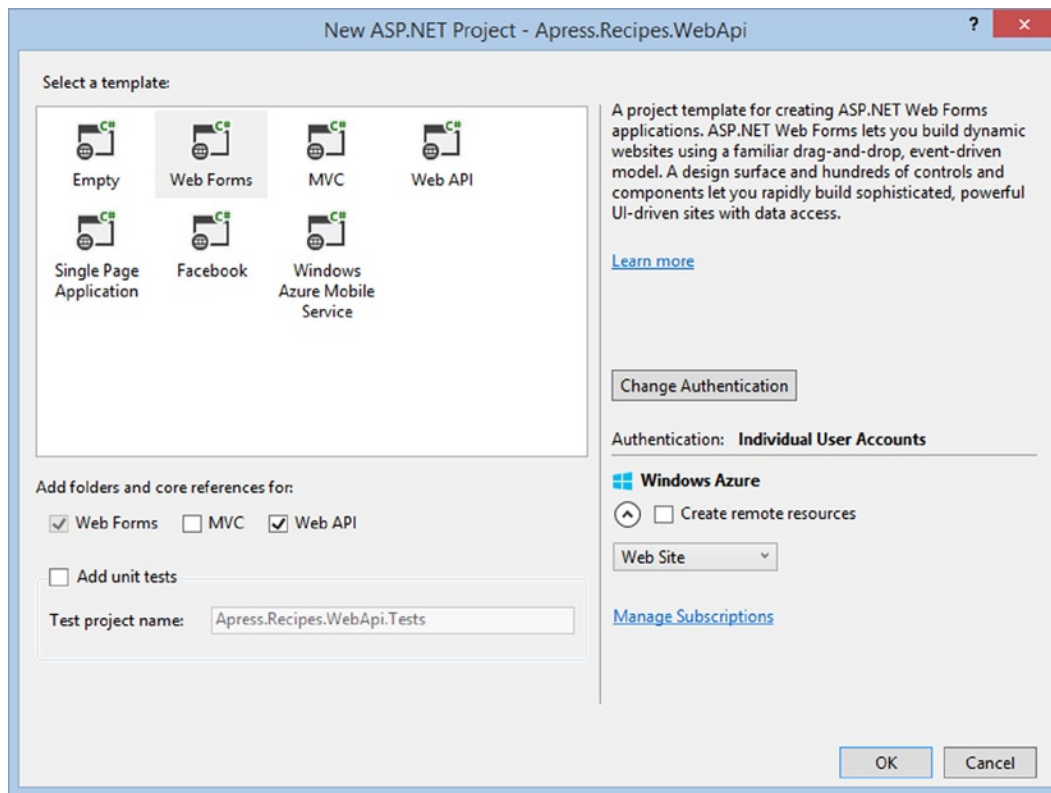 New ASP.NET Project - Apress.Recipes.WebApi
?
Select a template:
C#
C#
C#
C#
Empty
Web Forms
MVC
Web API
C#
C#
C#
Single Page
Application
Facebook
Windows
Azure Mobile
Service
A project template for creating ASP.NET Web Forms
applications. ASP.NET Web Forms lets you build dynamic
websites using a familiar drag-and-drop, event-driven
model. A design surface and hundreds of controls and
components let you rapidly build sophisticated, powerful
UI-driven sites with data access.
Learn more
Change Authentication
Authentication: Individual User Accounts
Windows Azure
Create remote resources
Web Site
Manage Subscriptions
Add folders and core references for:
Web Forms
MVC
Web API
Add unit tests
Test project name: Apress.Recipes.WebApi.Tests
OK
Cancel